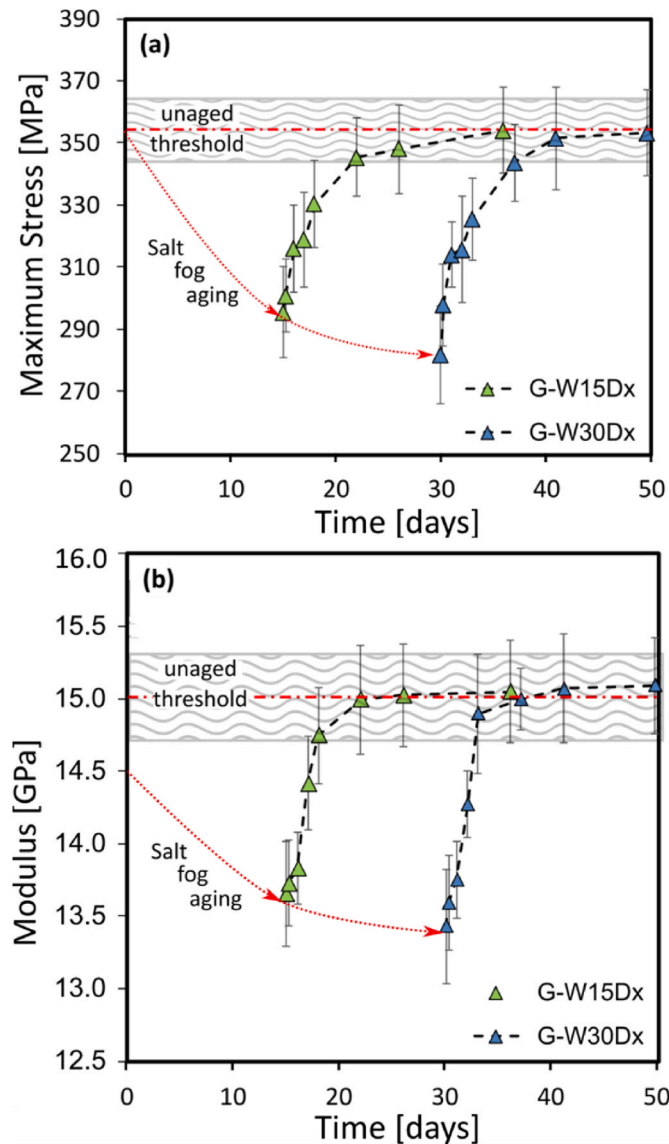 390
(a)
370
unaged
350
threshold
330
Salt
fog
aging
310
290
270
G-W15Dx
G-W30Dx
250
0 10 20 30 40 50
Maximum Stress [MPa]
Time [days]
16.0
(b)
15.5
unaged
15.0
threshold
14.5
Salt
fog
aging
14.0
13.5
13.0
G-W15Dx
G-W30Dx
12.5
0 10 20 30 40 50
Modulus [GPa]
Time [days]